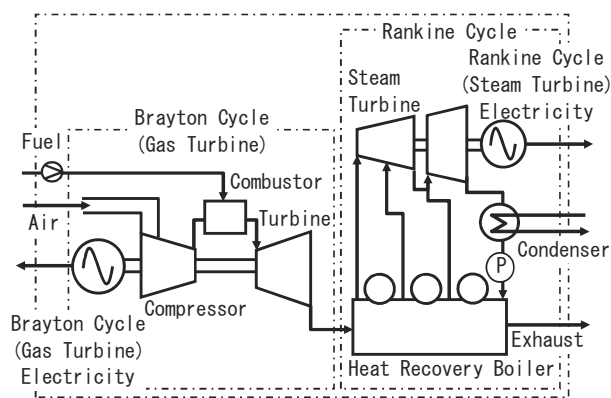 Rankine Cycle
Rankine Cycle
(Steam Turbine)
Electricity
Steam
Turbine
Brayton Cycle
(Gas Turbine)
Fuel
Combustor
Air
Turbine
Condenser
P
Compressor
Brayton Cycle
(Gas Turbine)
Electricity
Exhaust
Heat Recovery Boiler